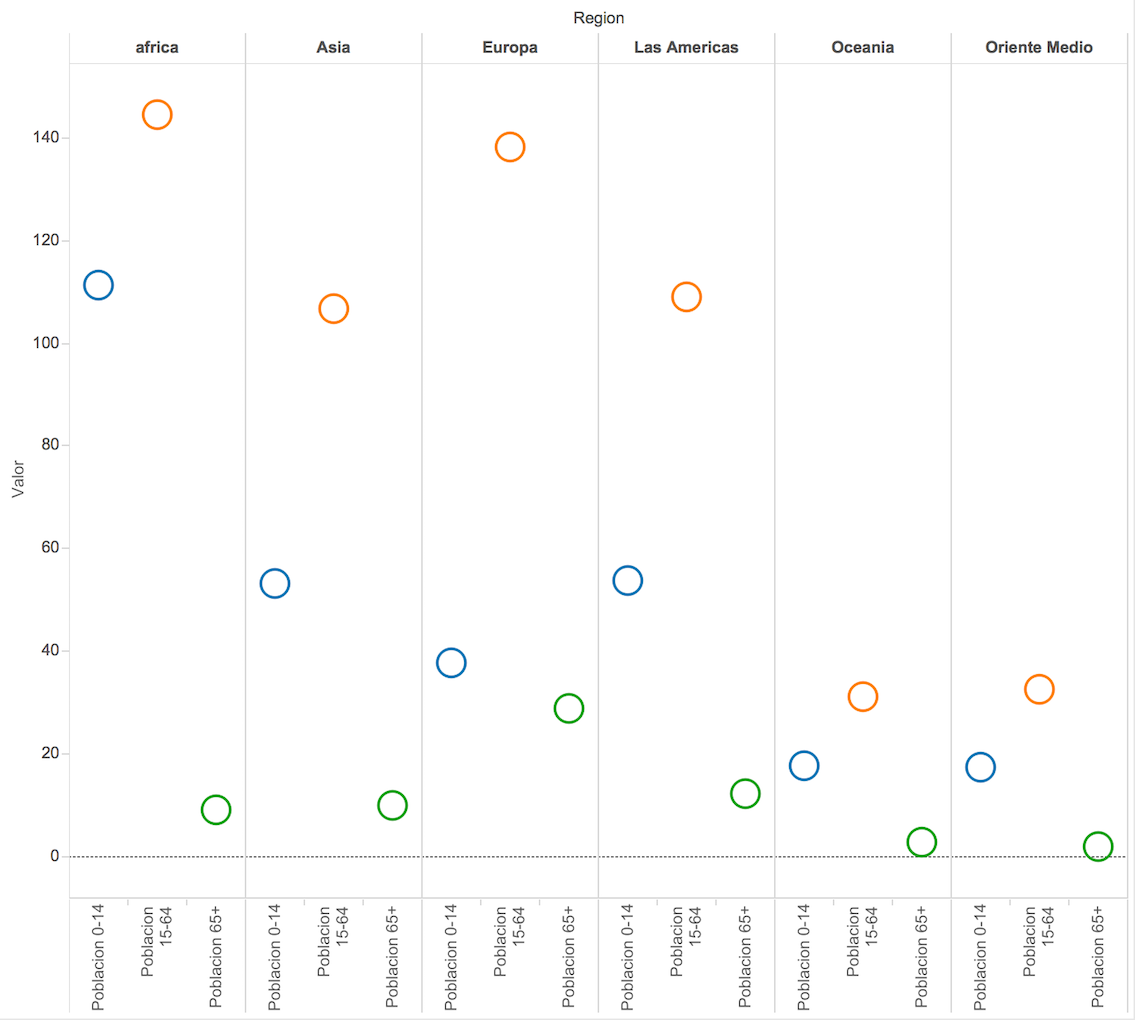 Region
africa Asia Europa Las Americas Oceania Oriente Medio
140
120
100
80
60
40
20
0
Valor
Poblacion 0-14
Poblacion
15-64
Poblacion 65+
Poblacion 0-14
Poblacion
15-64
Poblacion 65+
Poblacion 0-14
Poblacion
15-64
Poblacion 65+
Poblacion 0-14
Poblacion
15-64
Poblacion 65+
Poblacion 0-14
Poblacion
15-64
Poblacion 65+
Poblacion 0-14
Poblacion
15-64
Poblacion 65+